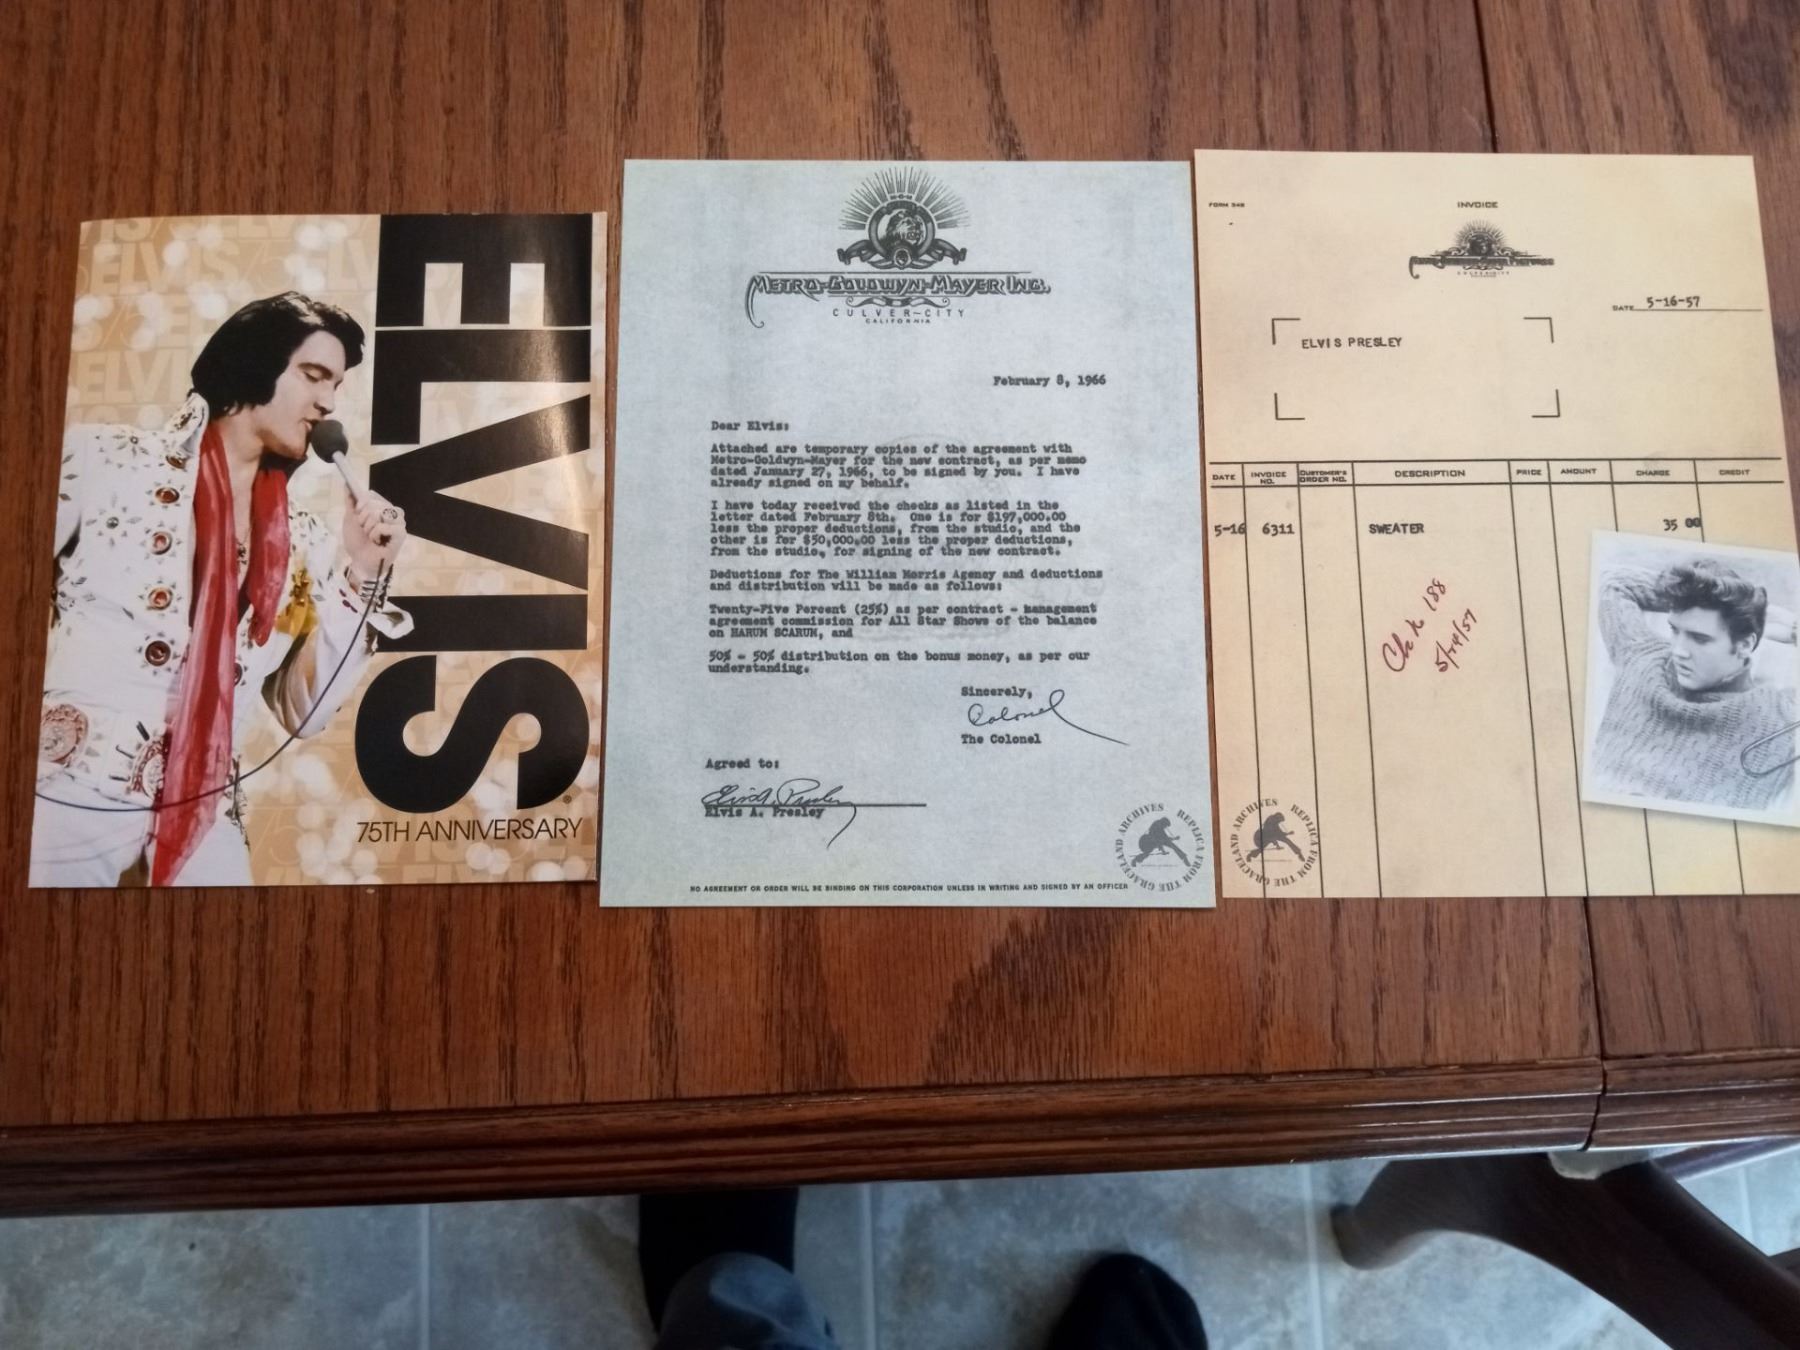 ELVIS
75TH ANNIVERSARY
M-G-M
METRO-GOLDWYN-MAYER INC.
CULVER-CITY
CALIFORNIA
February 8, 1966
Dear Elvis:
Attached are temporary copies of the agreement with
Metro-Goldwyn-Mayer for the new contract, as per memo
dated January 27, 1966, to be signed by you. I have
already signed on my behalf.
I have today received the checks as listed in the
letter dated February 8th. One is for $197,000.00
less the proper deductions, from the studio, and the
other is for $50,000.00 less the proper deductions,
from the studio, for signing of the new contract.
Deductions for The William Morris Agency and deductions
and distribution will be made as follows:
Twenty-Five Percent (25%) as per contract - management
agreement commission for All Star Shows of the balance
on HARUM SCARUM, and
50% - 50% distribution on the bonus money, as per our
understanding.
Sincerely,
Colonel
The Colonel
Agreed to:
Elvis A. Presley
Elvis A. Presley
REPLICA FROM THE GRACELAND ARCHIVES
NO AGREEMENT OR ORDER WILL BE BINDING ON THIS CORPORATION UNLESS IN WRITING AND SIGNED BY AN OFFICER
FORM 348
INVOICE
CULVER CITY
DATE 5-16-57
ELVIS PRESLEY
DATE INVOICE NO. CUSTOMER'S ORDER NO. DESCRIPTION PRICE AMOUNT CHARGE CREDIT
5-16 6311 SWEATER 35 00
Ch.k 188
5/24/57
REPLICA FROM THE GRACELAND ARCHIVES